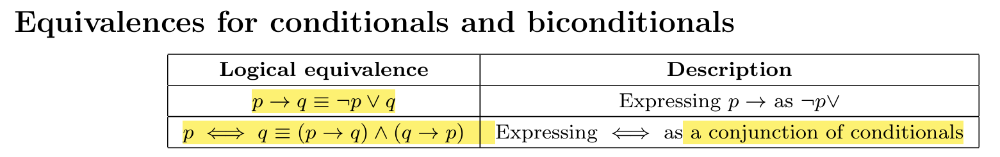 Equivalences for conditionals and biconditionals
Logical equivalence Description
p → q ≡ ¬p ∨ q Expressing p → as ¬p∨
p ⟺ q ≡ (p → q) ∧ (q → p) Expressing ⟺ as a conjunction of conditionals